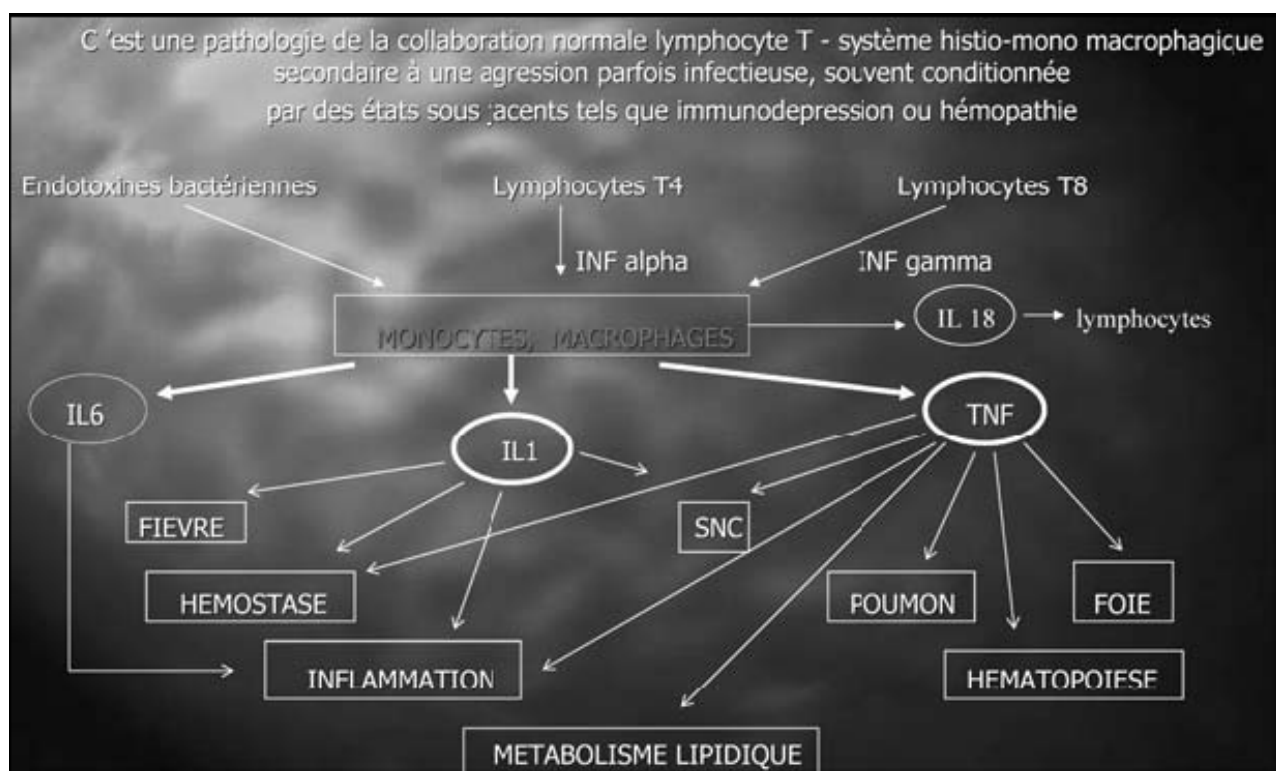 C 'est une pathologie de la collaboration normale lymphocyte T - système histio-mono macrophagicue
secondaire à une agression parfois infectieuse, souvent conditionnée
par des états sous jacents tels que immunodepression ou hémopathie
Endotoxines bactériennes
Lymphocytes T4
Lymphocytes T8
INF alpha
INF gamma
MONOCYTES, MACROPHAGES
IL 18
lymphocytes
IL6
IL1
TNF
FIEVRE
SNC
HEMOSTASE
POUMON
FOIE
INFLAMMATION
HEMATOPOIESE
METABOLISME LIPIDIQUE